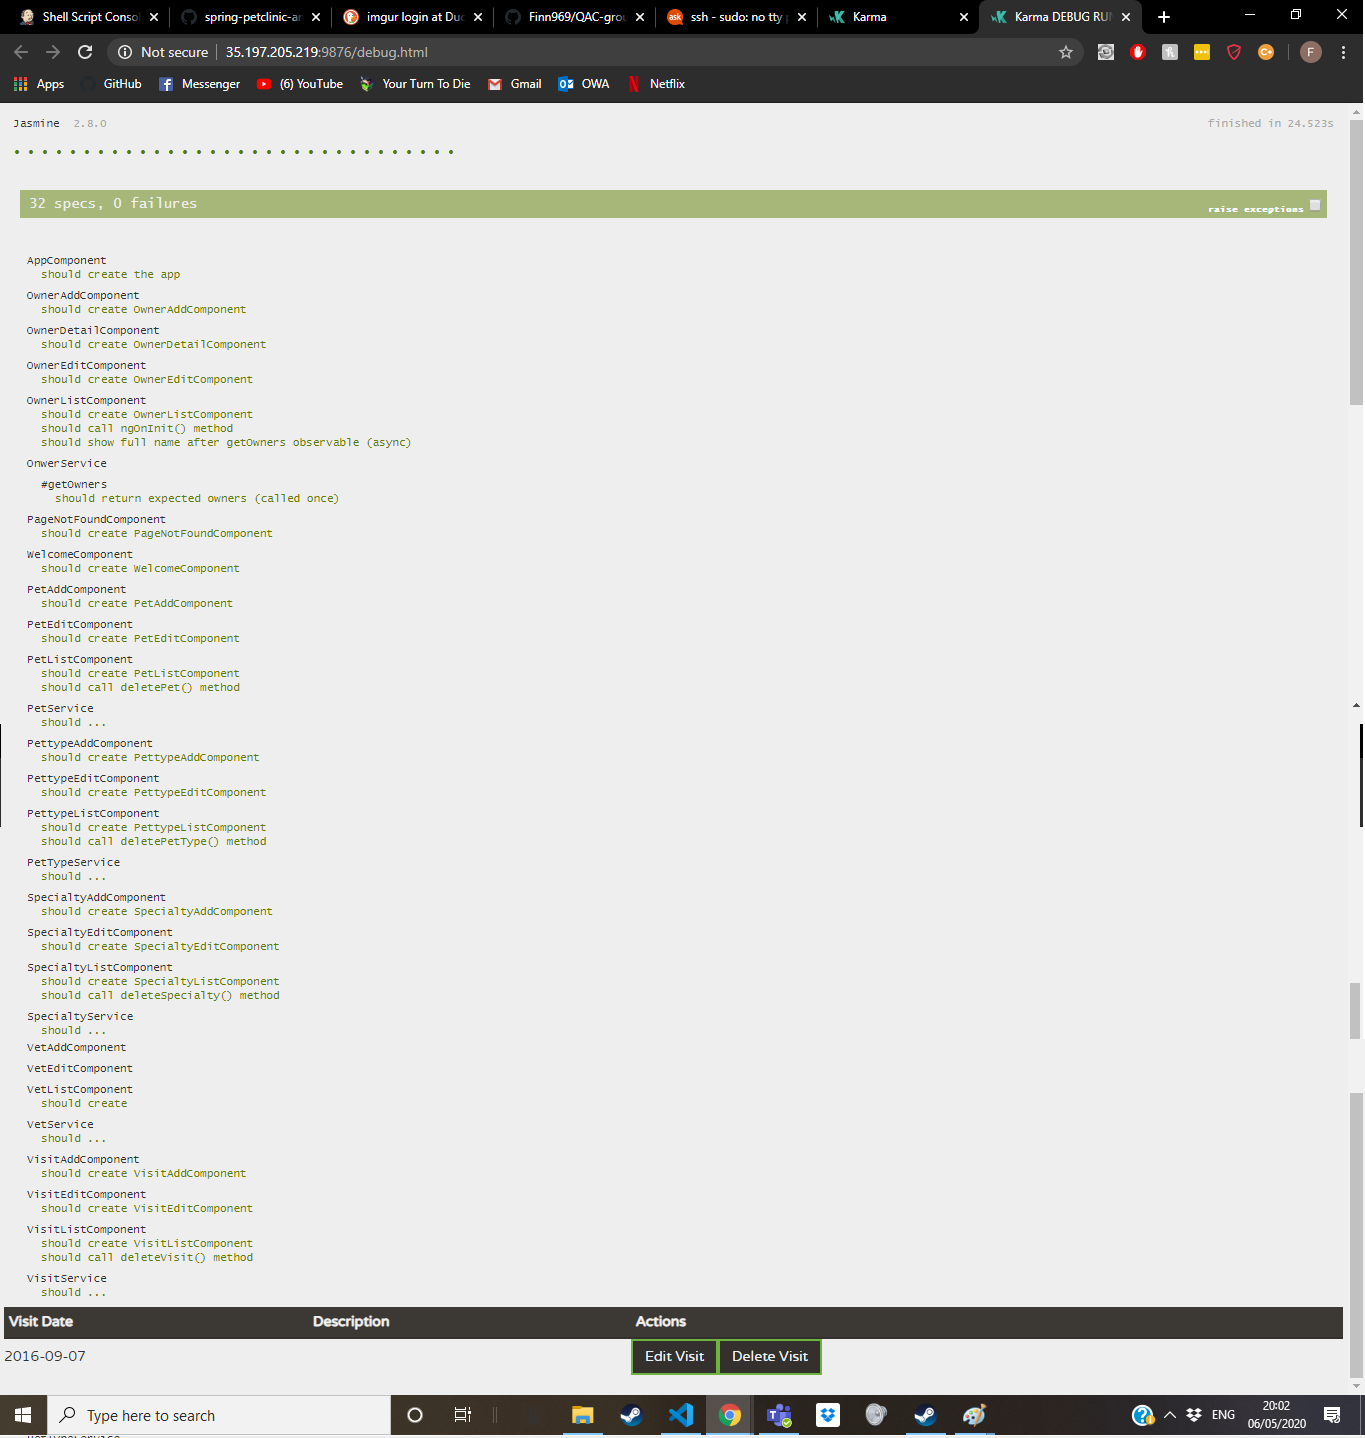 Shell Script Consol
spring-petclinic-an
imgur login at Duc
Finn969/QAC-grou
ssh - sudo: no tty p
Karma
Karma DEBUG RUN
Not secure 35.197.205.219:9876/debug.html
F
Apps GitHub Messenger (6) YouTube Your Turn To Die Gmail OWA Netflix
Jasmine 2.8.0 finished in 24.523s
32 specs, 0 failures raise exceptions
AppComponent
should create the app
OwnerAddComponent
should create OwnerAddComponent
OwnerDetailComponent
should create OwnerDetailComponent
OwnerEditComponent
should create OwnerEditComponent
OwnerListComponent
should create OwnerListComponent
should call ngOnInit() method
should show full name after getOwners observable (async)
OnwerService
#getOwners
should return expected owners (called once)
PageNotFoundComponent
should create PageNotFoundComponent
WelcomeComponent
should create WelcomeComponent
PetAddComponent
should create PetAddComponent
PetEditComponent
should create PetEditComponent
PetListComponent
should create PetListComponent
should call deletePet() method
PetService
should ...
PettypeAddComponent
should create PettypeAddComponent
PettypeEditComponent
should create PettypeEditComponent
PettypeListComponent
should create PettypeListComponent
should call deletePetType() method
PetTypeService
should ...
SpecialtyAddComponent
should create SpecialtyAddComponent
SpecialtyEditComponent
should create SpecialtyEditComponent
SpecialtyListComponent
should create SpecialtyListComponent
should call deleteSpecialty() method
SpecialtyService
should ...
VetAddComponent
VetEditComponent
VetListComponent
should create
VetService
should ...
VisitAddComponent
should create VisitAddComponent
VisitEditComponent
should create VisitEditComponent
VisitListComponent
should create VisitListComponent
should call deleteVisit() method
VisitService
should ...
Visit Date Description Actions
2016-09-07 Edit Visit Delete Visit
Type here to search
ENG
20:02
06/05/2020